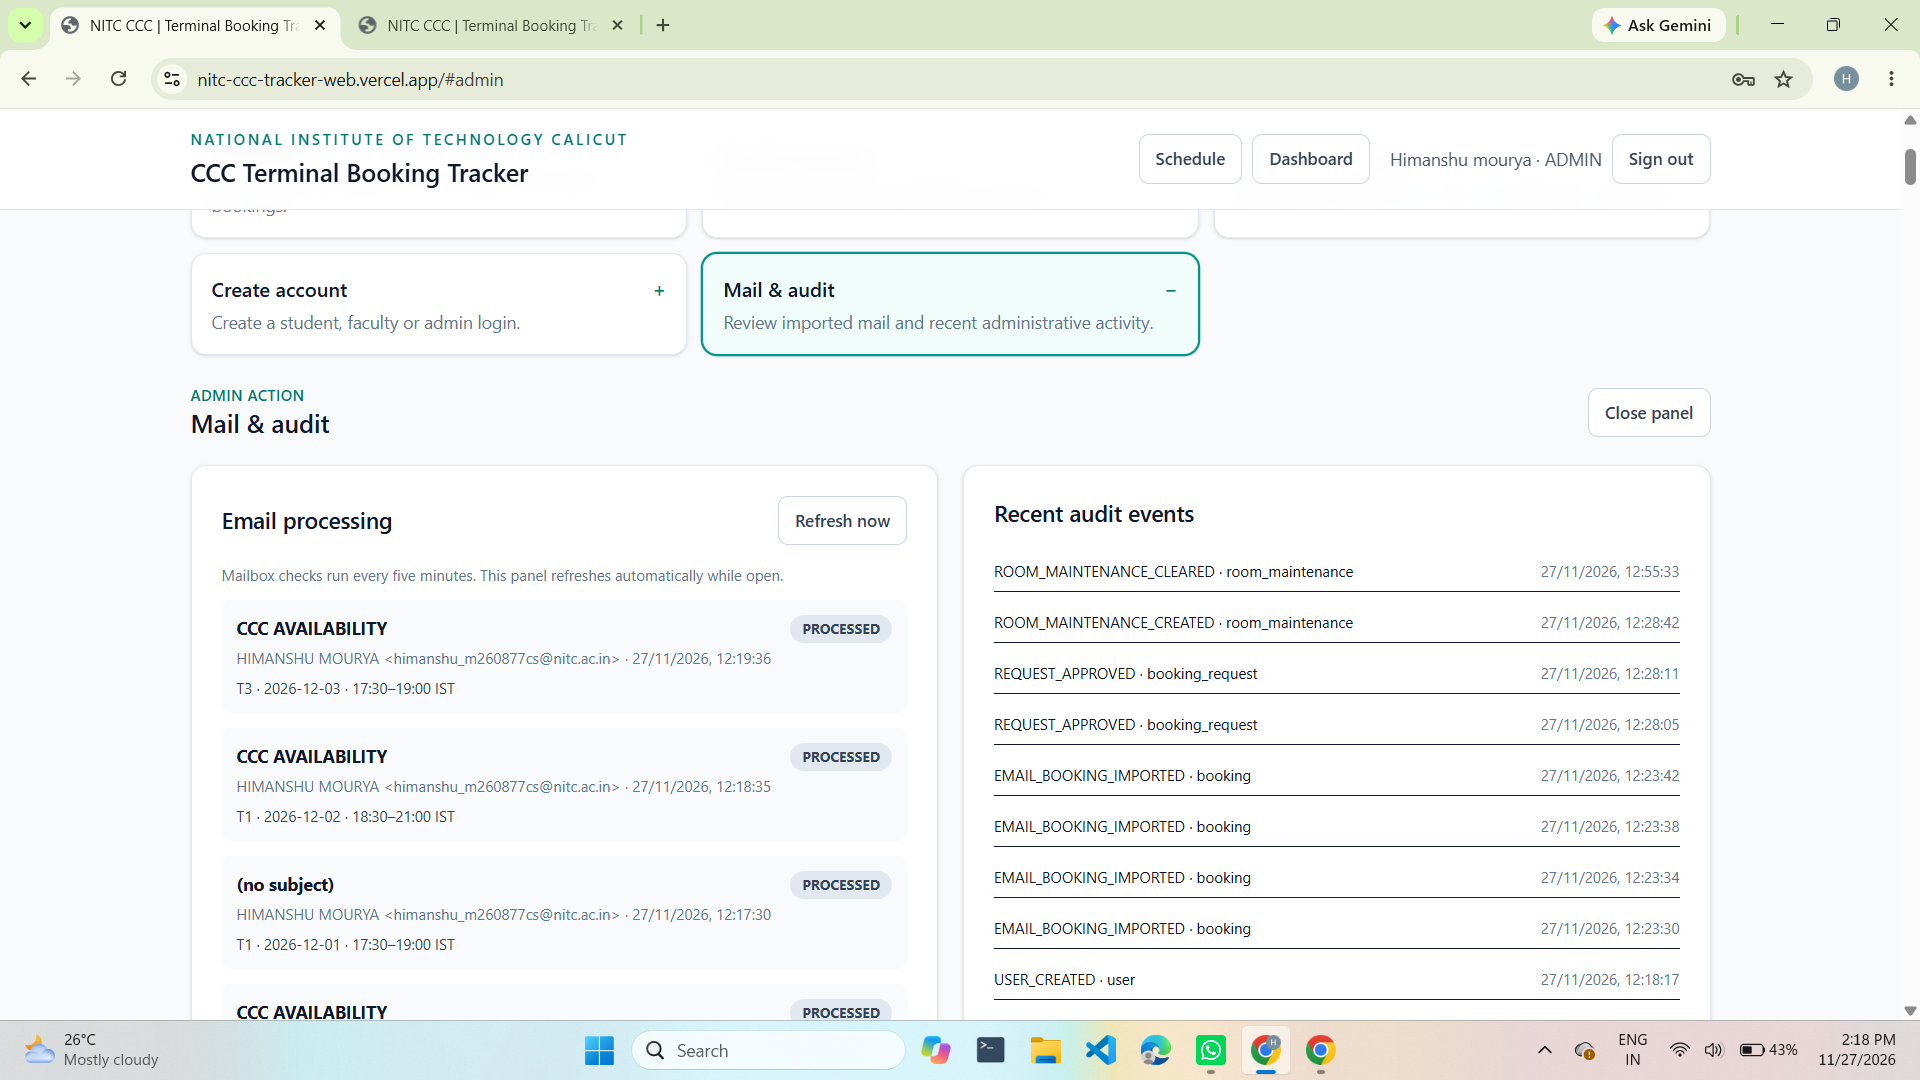 NITC CCC | Terminal Booking Tr
NITC CCC | Terminal Booking Tr
Ask Gemini
nitc-ccc-tracker-web.vercel.app/#admin
H
NATIONAL INSTITUTE OF TECHNOLOGY CALICUT
CCC Terminal Booking Tracker
Schedule
Dashboard
Himanshu mourya · ADMIN
Sign out
bookings.
Create account +
Create a student, faculty or admin login.
Mail & audit −
Review imported mail and recent administrative activity.
ADMIN ACTION
Mail & audit
Close panel
Email processing
Refresh now
Mailbox checks run every five minutes. This panel refreshes automatically while open.
CCC AVAILABILITY PROCESSED
HIMANSHU MOURYA <himanshu_m260877cs@nitc.ac.in> · 27/11/2026, 12:19:36
T3 · 2026-12-03 · 17:30–19:00 IST
CCC AVAILABILITY PROCESSED
HIMANSHU MOURYA <himanshu_m260877cs@nitc.ac.in> · 27/11/2026, 12:18:35
T1 · 2026-12-02 · 18:30–21:00 IST
(no subject) PROCESSED
HIMANSHU MOURYA <himanshu_m260877cs@nitc.ac.in> · 27/11/2026, 12:17:30
T1 · 2026-12-01 · 17:30–19:00 IST
CCC AVAILABILITY PROCESSED
Recent audit events
ROOM_MAINTENANCE_CLEARED · room_maintenance 27/11/2026, 12:55:33
ROOM_MAINTENANCE_CREATED · room_maintenance 27/11/2026, 12:28:42
REQUEST_APPROVED · booking_request 27/11/2026, 12:28:11
REQUEST_APPROVED · booking_request 27/11/2026, 12:28:05
EMAIL_BOOKING_IMPORTED · booking 27/11/2026, 12:23:42
EMAIL_BOOKING_IMPORTED · booking 27/11/2026, 12:23:38
EMAIL_BOOKING_IMPORTED · booking 27/11/2026, 12:23:34
EMAIL_BOOKING_IMPORTED · booking 27/11/2026, 12:23:30
USER_CREATED · user 27/11/2026, 12:18:17
26°C
Mostly cloudy
Search
H
ENG
IN
43%
2:18 PM
11/27/2026